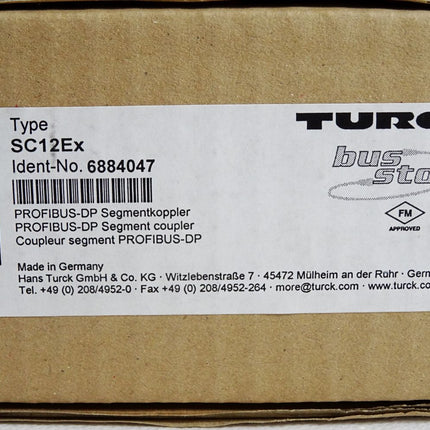 Type
SC12Ex
Ident-No. 6884047
TURC
bus
sto
FM
APPROVED
PROFIBUS-DP Segmentkoppler
PROFIBUS-DP Segment coupler
Coupleur segment PROFIBUS-DP
Made in Germany
Hans Turck GmbH & Co. KG · Witzlebenstraße 7 · 45472 Mülheim an der Ruhr · Germ
Tel. +49 (0) 208/4952-0 · Fax +49 (0) 208/4952-264 · more@turck.com · www.turck.c